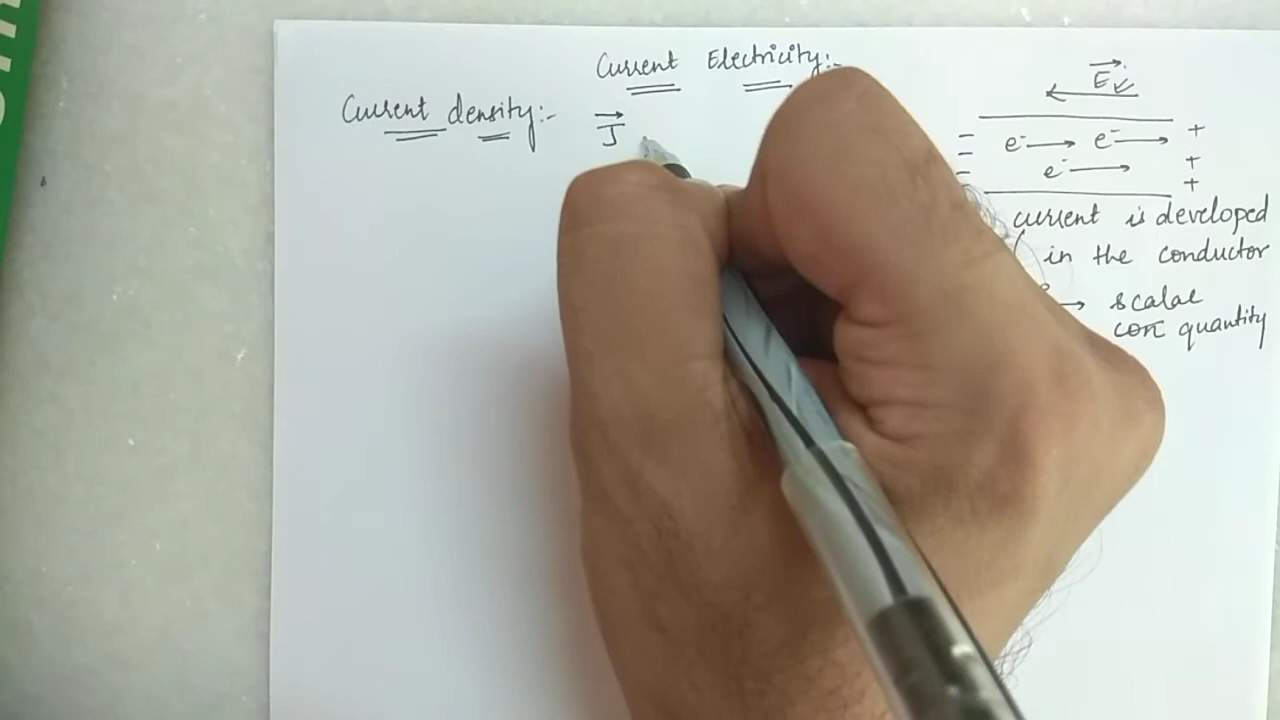 Current Electricity:-
Current density:- J
E
= e⁻ → e⁻ → +
- e⁻ → +
+
current is developed
in the conductor
→ scalar
quantity